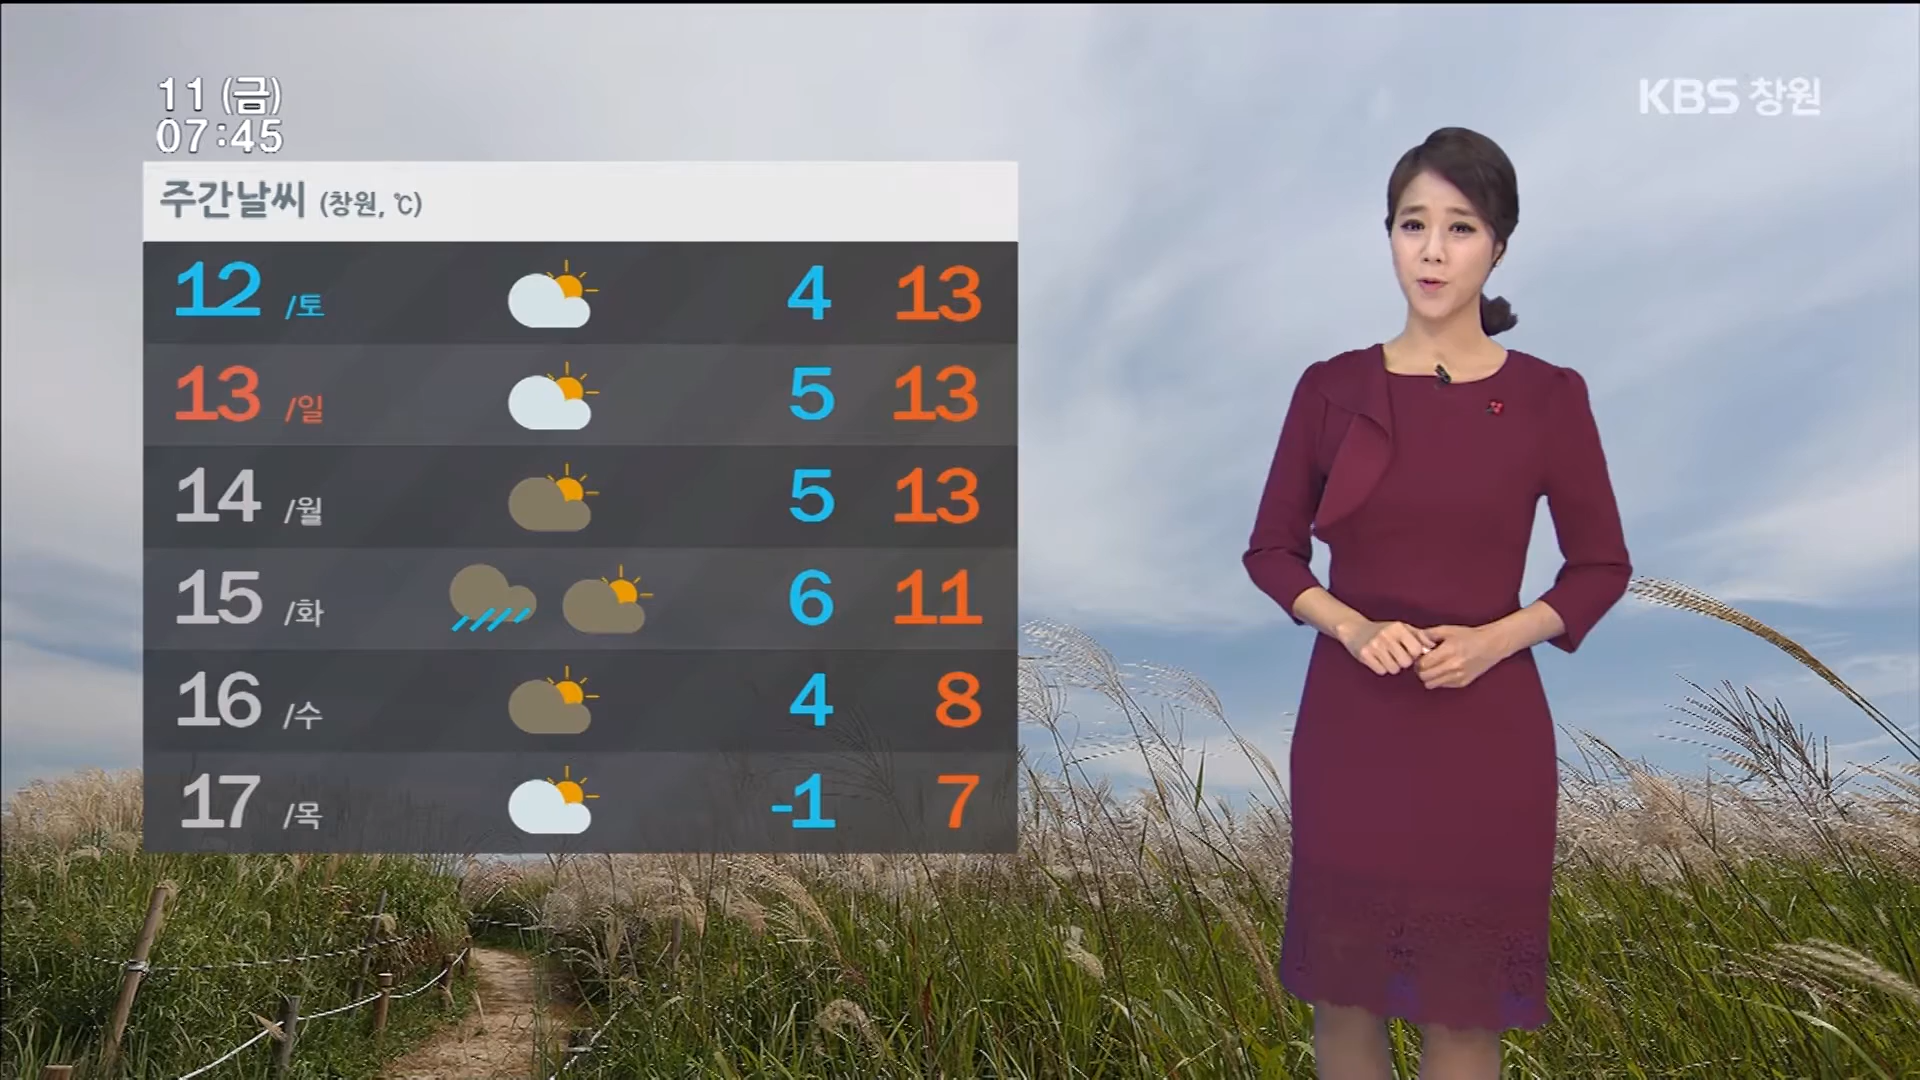 11 (금)
07:45
KBS 창원
주간날씨 (창원, ℃)
12 /토 4 13
13 /일 5 13
14 /월 5 13
15 /화 6 11
16 /수 4 8
17 /목 -1 7